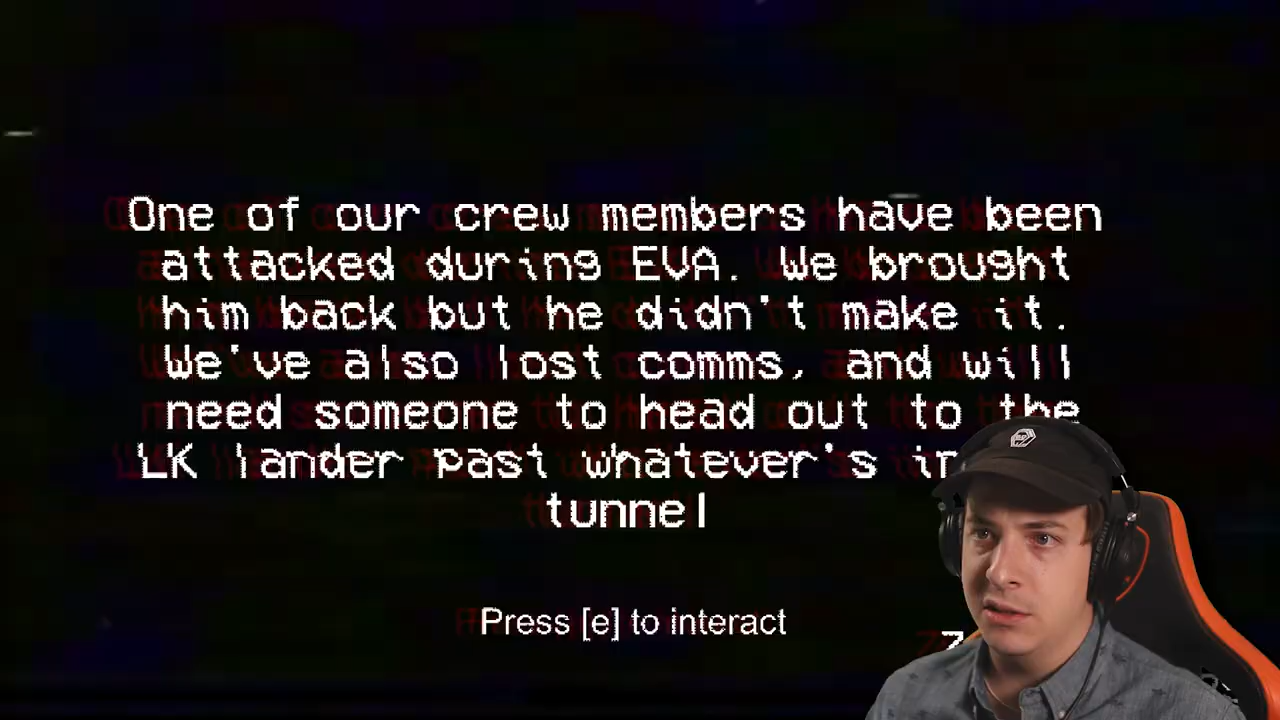 One of our crew members have been
attacked during EVA. We brought
him back but he didn't make it.
We've also lost comms, and will
need someone to head out to the
LK lander past whatever's
tunnel
Press [e] to interact